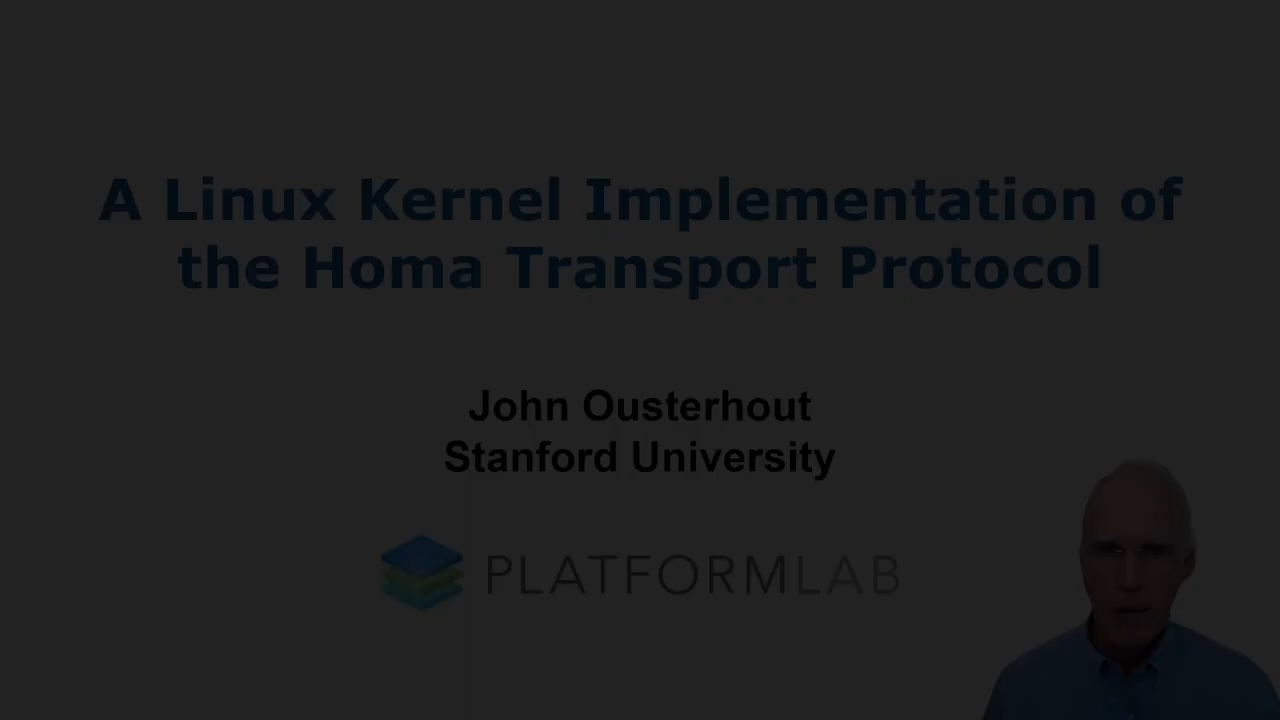 A Linux Kernel Implementation of
the Homa Transport Protocol
John Ousterhout
Stanford University
PLATFORMLAB